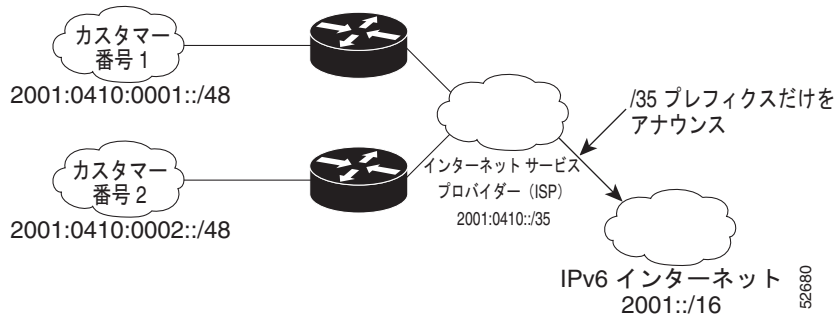 カスタマー
番号 1
2001:0410:0001::/48
カスタマー
番号 2
2001:0410:0002::/48
インターネット サービス
プロバイダー（ISP）
2001:0410::/35
/35 プレフィクスだけを
アナウンス
IPv6 インターネット
2001::/16
52680